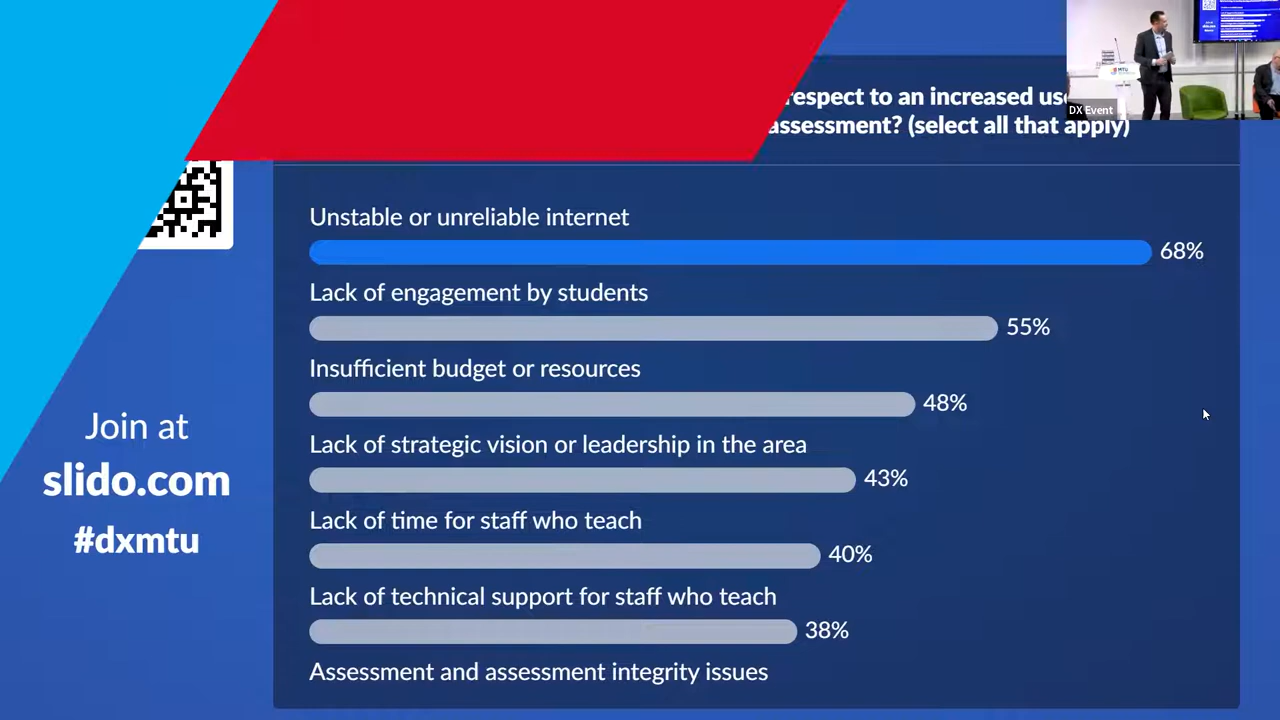 respect to an increased use
assessment? (select all that apply)
DX Event
MTU
Unstable or unreliable internet
68%
Lack of engagement by students
55%
Insufficient budget or resources
48%
Lack of strategic vision or leadership in the area
43%
Lack of time for staff who teach
40%
Lack of technical support for staff who teach
38%
Assessment and assessment integrity issues
Join at
slido.com
#dxmtu